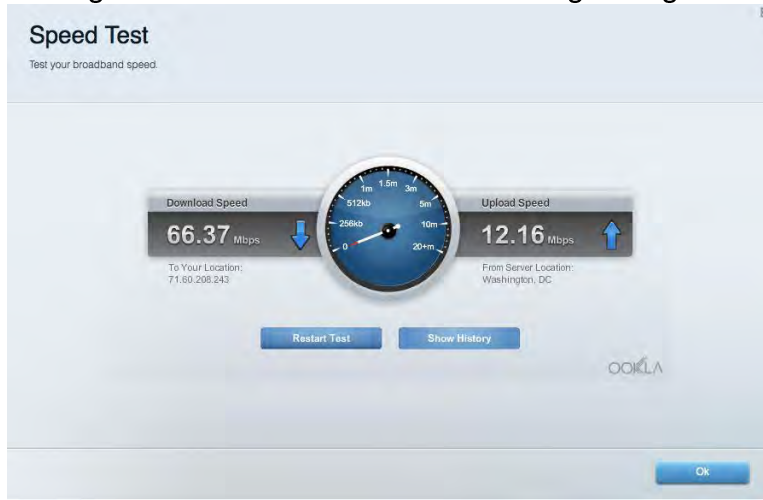 Speed Test
Test your broadband speed.
Download Speed
66.37 Mbps
To Your Location:
71.60.208.243
0
256kb
512kb
1m
1.5m
3m
5m
10m
20+m
Upload Speed
12.16 Mbps
From Server Location:
Washington, DC
Restart Test
Show History
OOKLA
Ok